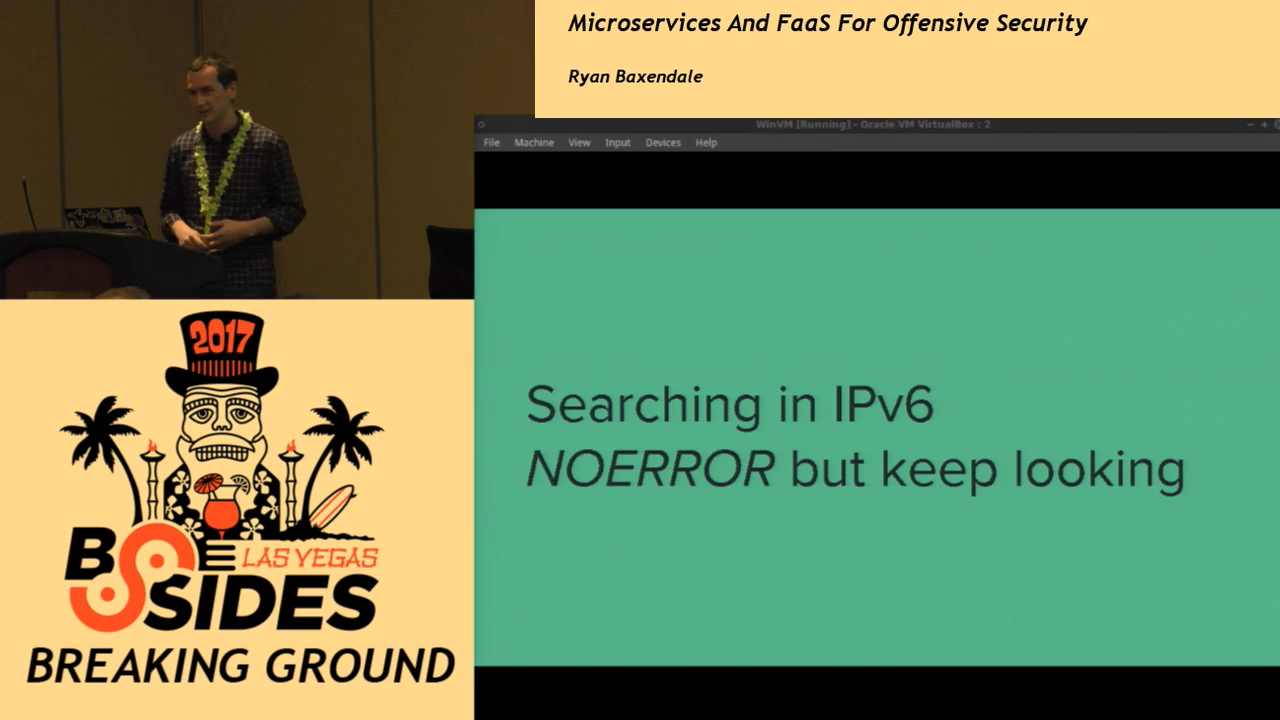 Microservices And FaaS For Offensive Security
Ryan Baxendale
WinVM [Running] - Oracle VM VirtualBox : 2
File Machine View Input Devices Help
Searching in IPv6
NOERROR but keep looking
2017
BSIDES
LAS VEGAS
BREAKING GROUND